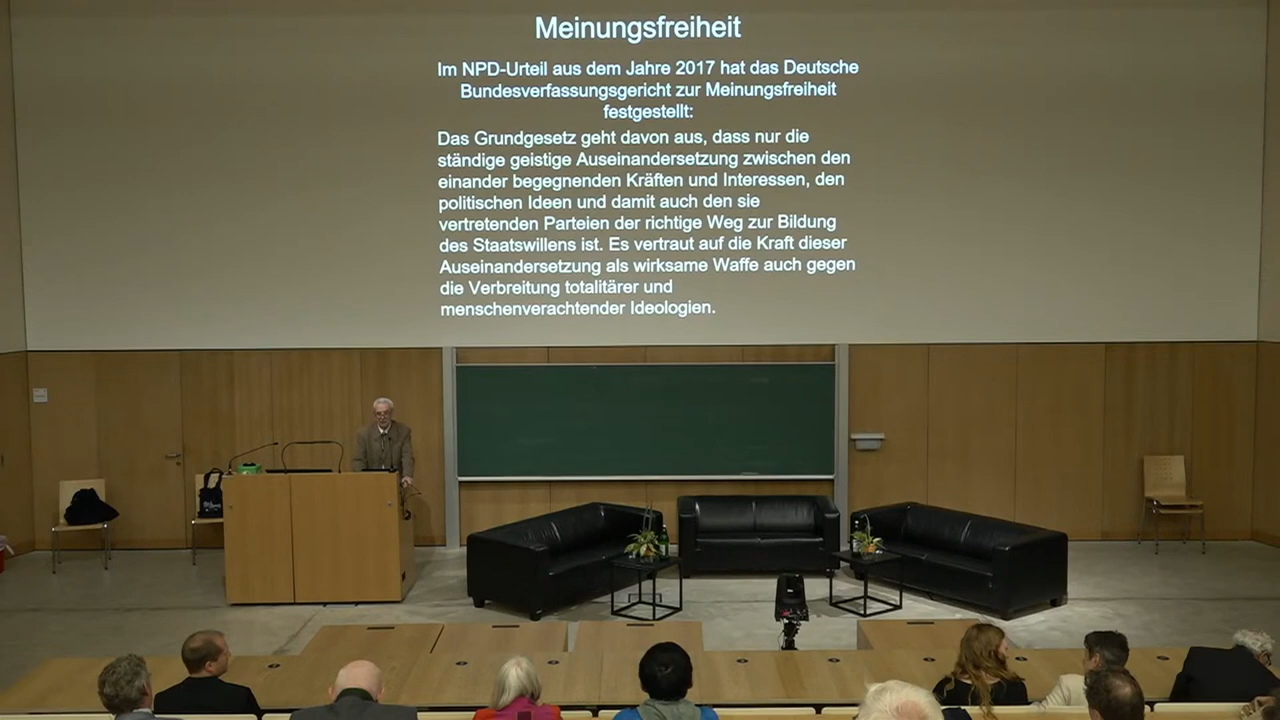 Meinungsfreiheit
Im NPD-Urteil aus dem Jahre 2017 hat das Deutsche
Bundesverfassungsgericht zur Meinungsfreiheit
festgestellt:
Das Grundgesetz geht davon aus, dass nur die
ständige geistige Auseinandersetzung zwischen den
einander begegnenden Kräften und Interessen, den
politischen Ideen und damit auch den sie
vertretenden Parteien der richtige Weg zur Bildung
des Staatswillens ist. Es vertraut auf die Kraft dieser
Auseinandersetzung als wirksame Waffe auch gegen
die Verbreitung totalitärer und
menschenverachtender Ideologien.